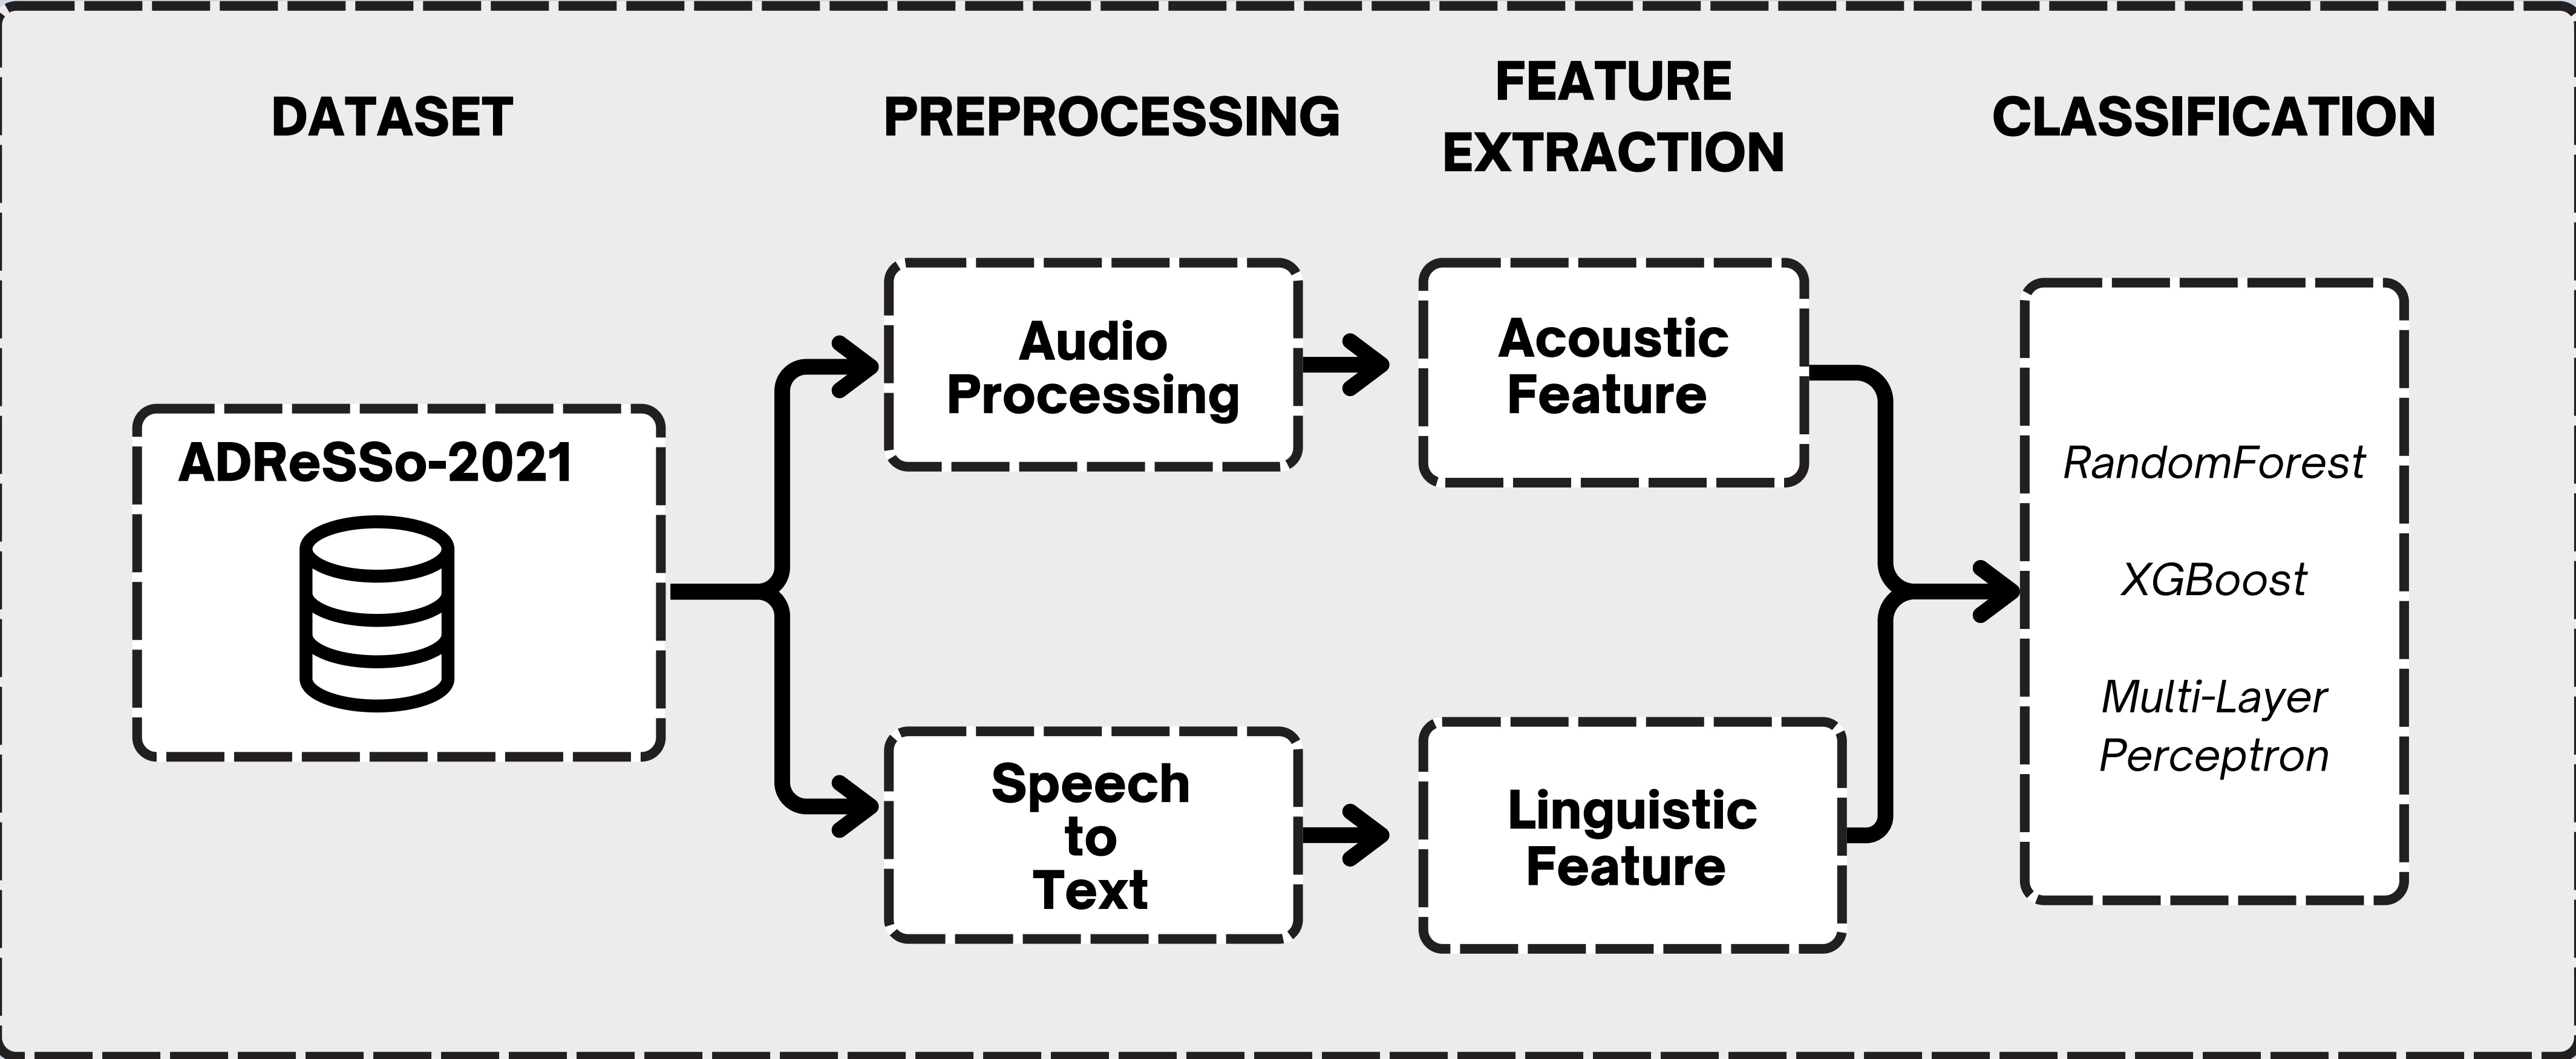 DATASET
PREPROCESSING
FEATURE
EXTRACTION
CLASSIFICATION
ADReSSo-2021
Audio
Processing
Speech
to
Text
Acoustic
Feature
Linguistic
Feature
RandomForest
XGBoost
Multi-Layer
Perceptron